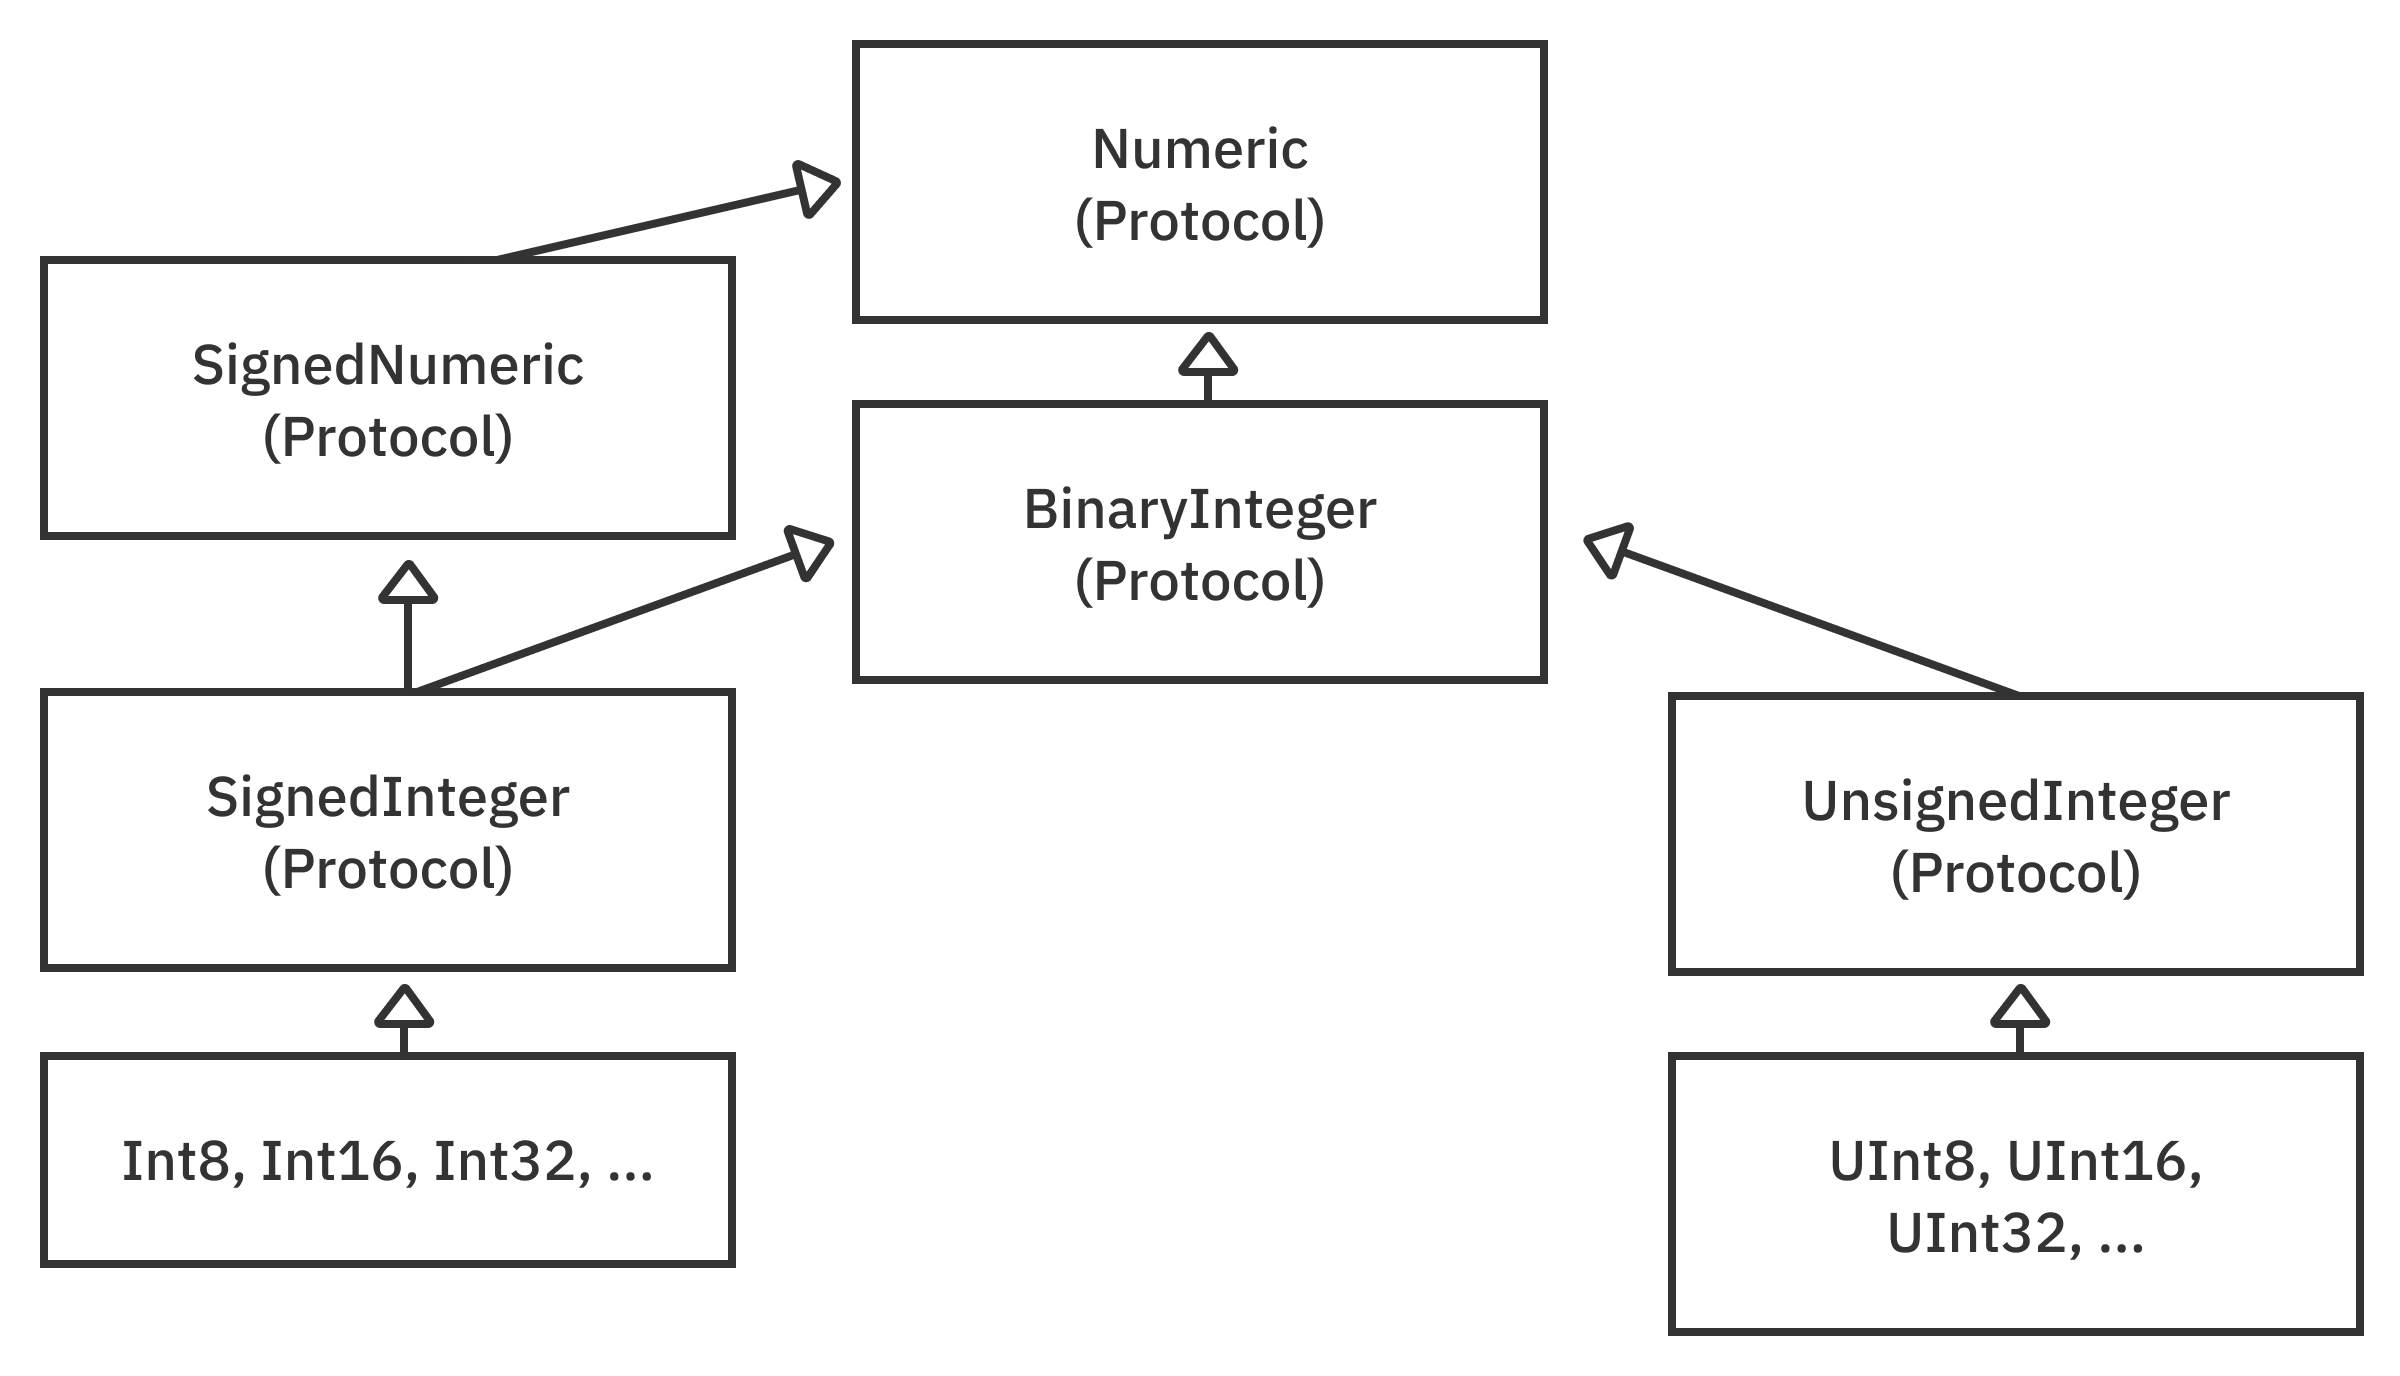 Numeric
(Protocol)
SignedNumeric
(Protocol)
BinaryInteger
(Protocol)
SignedInteger
(Protocol)
UnsignedInteger
(Protocol)
Int8, Int16, Int32, ...
UInt8, UInt16,
UInt32, ...